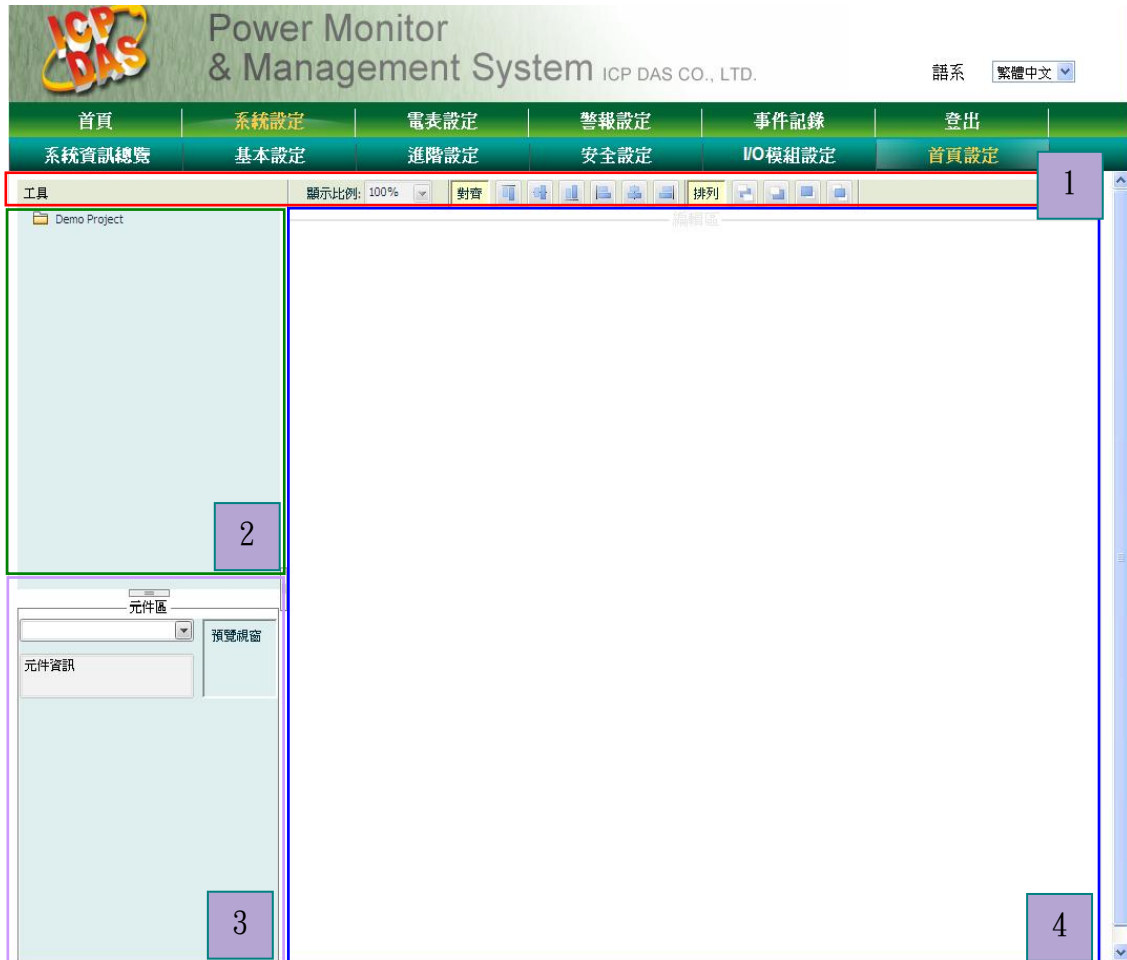 ICP
DAS
Power Monitor
& Management System ICP DAS CO., LTD.
語系 繁體中文
首頁 系統設定 電表設定 警報設定 事件記錄 登出
系統資訊總覽 基本設定 進階設定 安全設定 I/O模組設定 首頁設定
1
工具 顯示比例: 100% 對齊 排列
Demo Project
編輯區
2
元件區
預覽視窗
元件資訊
3
4